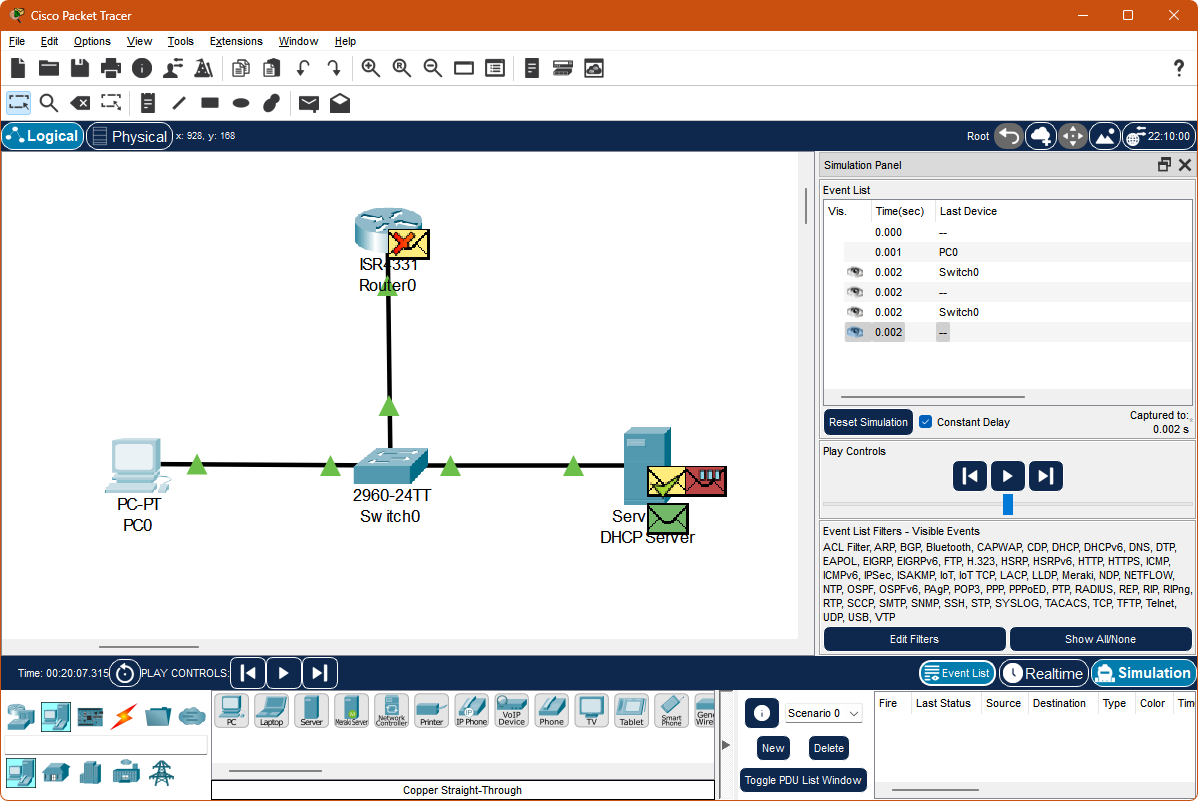 Cisco Packet Tracer
File Edit Options View Tools Extensions Window Help
Logical Physical x: 928, y: 168 Root 22:10:00
ISR4331
Router0
PC-PT
PC0
2960-24TT
Switch0
Serv
DHCP Server
Simulation Panel
Event List
Vis. Time(sec) Last Device
0.000 --
0.001 PC0
0.002 Switch0
0.002 --
0.002 Switch0
0.002 --
Reset Simulation Constant Delay Captured to:
0.002 s
Play Controls
Event List Filters - Visible Events
ACL Filter, ARP, BGP, Bluetooth, CAPWAP, CDP, DHCP, DHCPv6, DNS, DTP,
EAPOL, EIGRP, EIGRPv6, FTP, H.323, HSRP, HSRPv6, HTTP, HTTPS, ICMP,
ICMPv6, IPSec, ISAKMP, IoT, IoT TCP, LACP, LLDP, Meraki, NDP, NETFLOW,
NTP, OSPF, OSPFv6, PAgP, POP3, PPP, PPPoED, PTP, RADIUS, REP, RIP, RIPng,
RTP, SCCP, SMTP, SNMP, SSH, STP, SYSLOG, TACACS, TCP, TFTP, Telnet,
UDP, USB, VTP
Edit Filters Show All/None
Time: 00:20:07.315 PLAY CONTROLS: Event List Realtime Simulation
PC Laptop Server Meraki Server Network Controller Printer IP Phone VoIP Device Phone TV Tablet Smart Phone
Copper Straight-Through
Scenario 0
New Delete
Toggle PDU List Window
Fire Last Status Source Destination Type Color